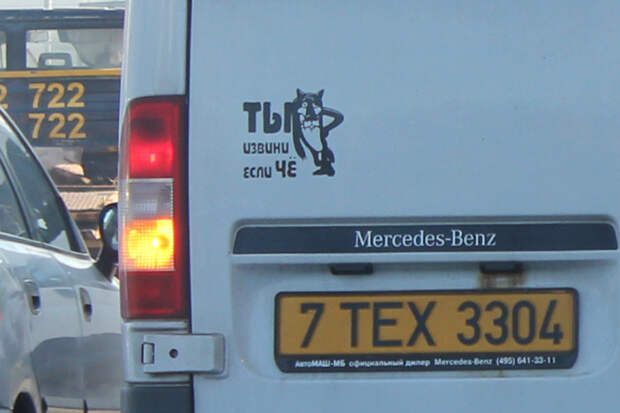 722
722
ТЫ
ИЗВИНИ
ЕСЛИ ЧЁ
Mercedes-Benz
7 TEX 3304
АвтоМАШ-МБ официальный дилер Mercedes-Benz (495) 641-33-11